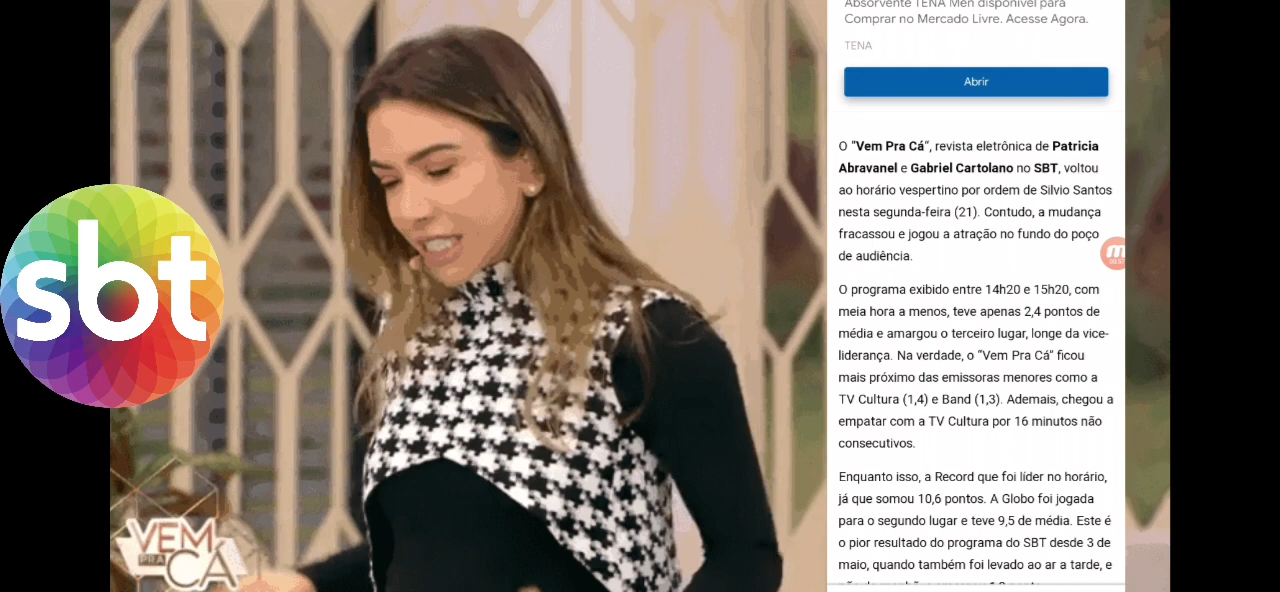 sbt
VEM
PRA
CÁ
Absorvente TENA Men disponível para
Comprar no Mercado Livre. Acesse Agora.
TENA
Abrir
O “Vem Pra Cá”, revista eletrônica de Patricia
Abravanel e Gabriel Cartolano no SBT, voltou
ao horário vespertino por ordem de Silvio Santos
nesta segunda-feira (21). Contudo, a mudança
fracassou e jogou a atração no fundo do poço
de audiência.
O programa exibido entre 14h20 e 15h20, com
meia hora a menos, teve apenas 2,4 pontos de
média e amargou o terceiro lugar, longe da vice-
liderança. Na verdade, o “Vem Pra Cá” ficou
mais próximo das emissoras menores como a
TV Cultura (1,4) e Band (1,3). Ademais, chegou a
empatar com a TV Cultura por 16 minutos não
consecutivos.
Enquanto isso, a Record que foi líder no horário,
já que somou 10,6 pontos. A Globo foi jogada
para o segundo lugar e teve 9,5 de média. Este é
o pior resultado do programa do SBT desde 3 de
maio, quando também foi levado ao ar a tarde, e